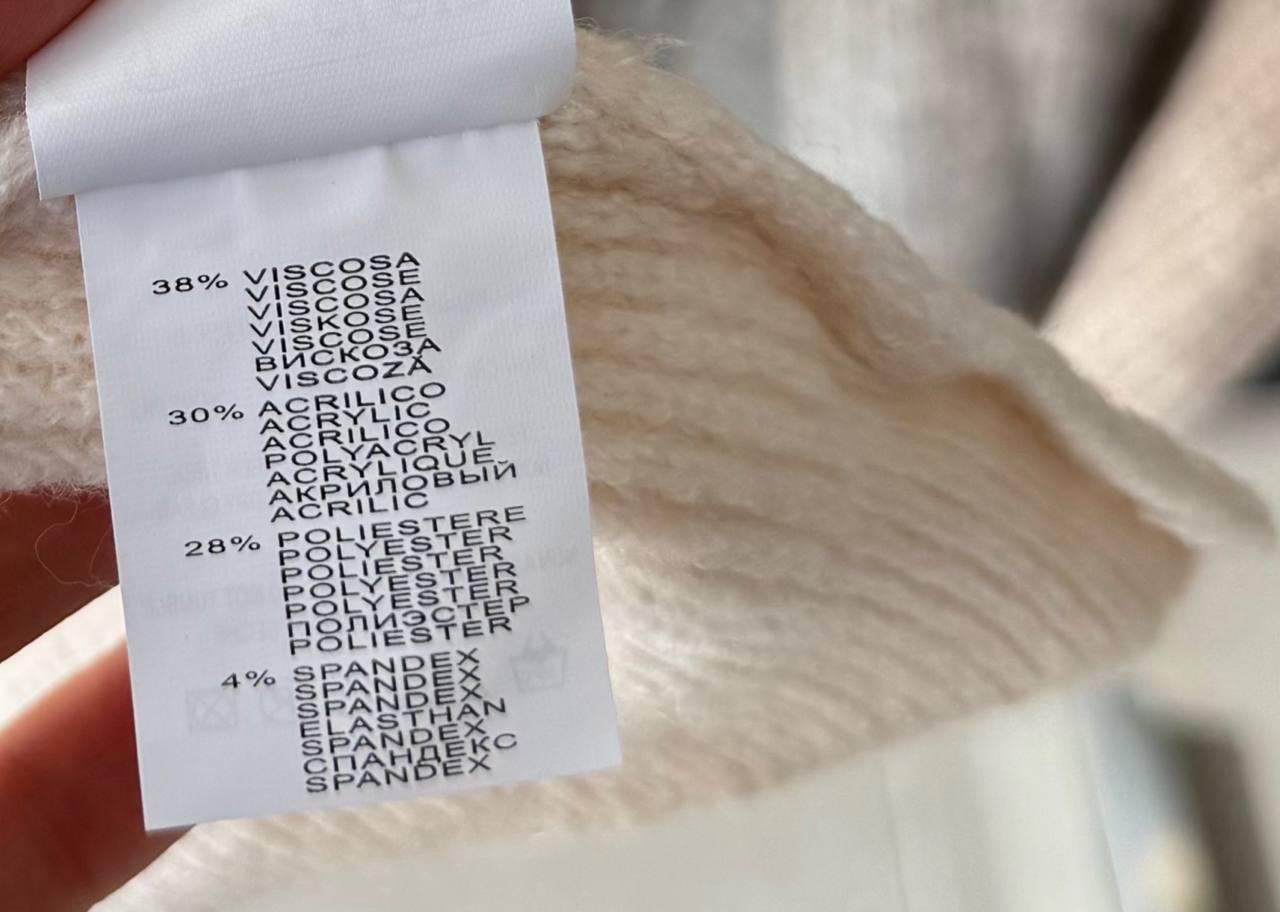 38% VISCOSA
VISCOSE
VISCOSA
VISKOSE
VISCOSE
ВИСКОЗА
VISCOZA
30% ACRILICO
ACRYLIC
ACRILICO
POLYACRYL
ACRYLIQUE
АКРИЛОВЫЙ
ACRILIC
28% POLIESTERE
POLYESTER
POLIESTER
POLYESTER
POLYESTER
ПОЛИЭСТЕР
POLIESTER
4% SPANDEX
SPANDEX
SPANDEX
ELASTHAN
SPANDEX
СПАНДЕКС
SPANDEX